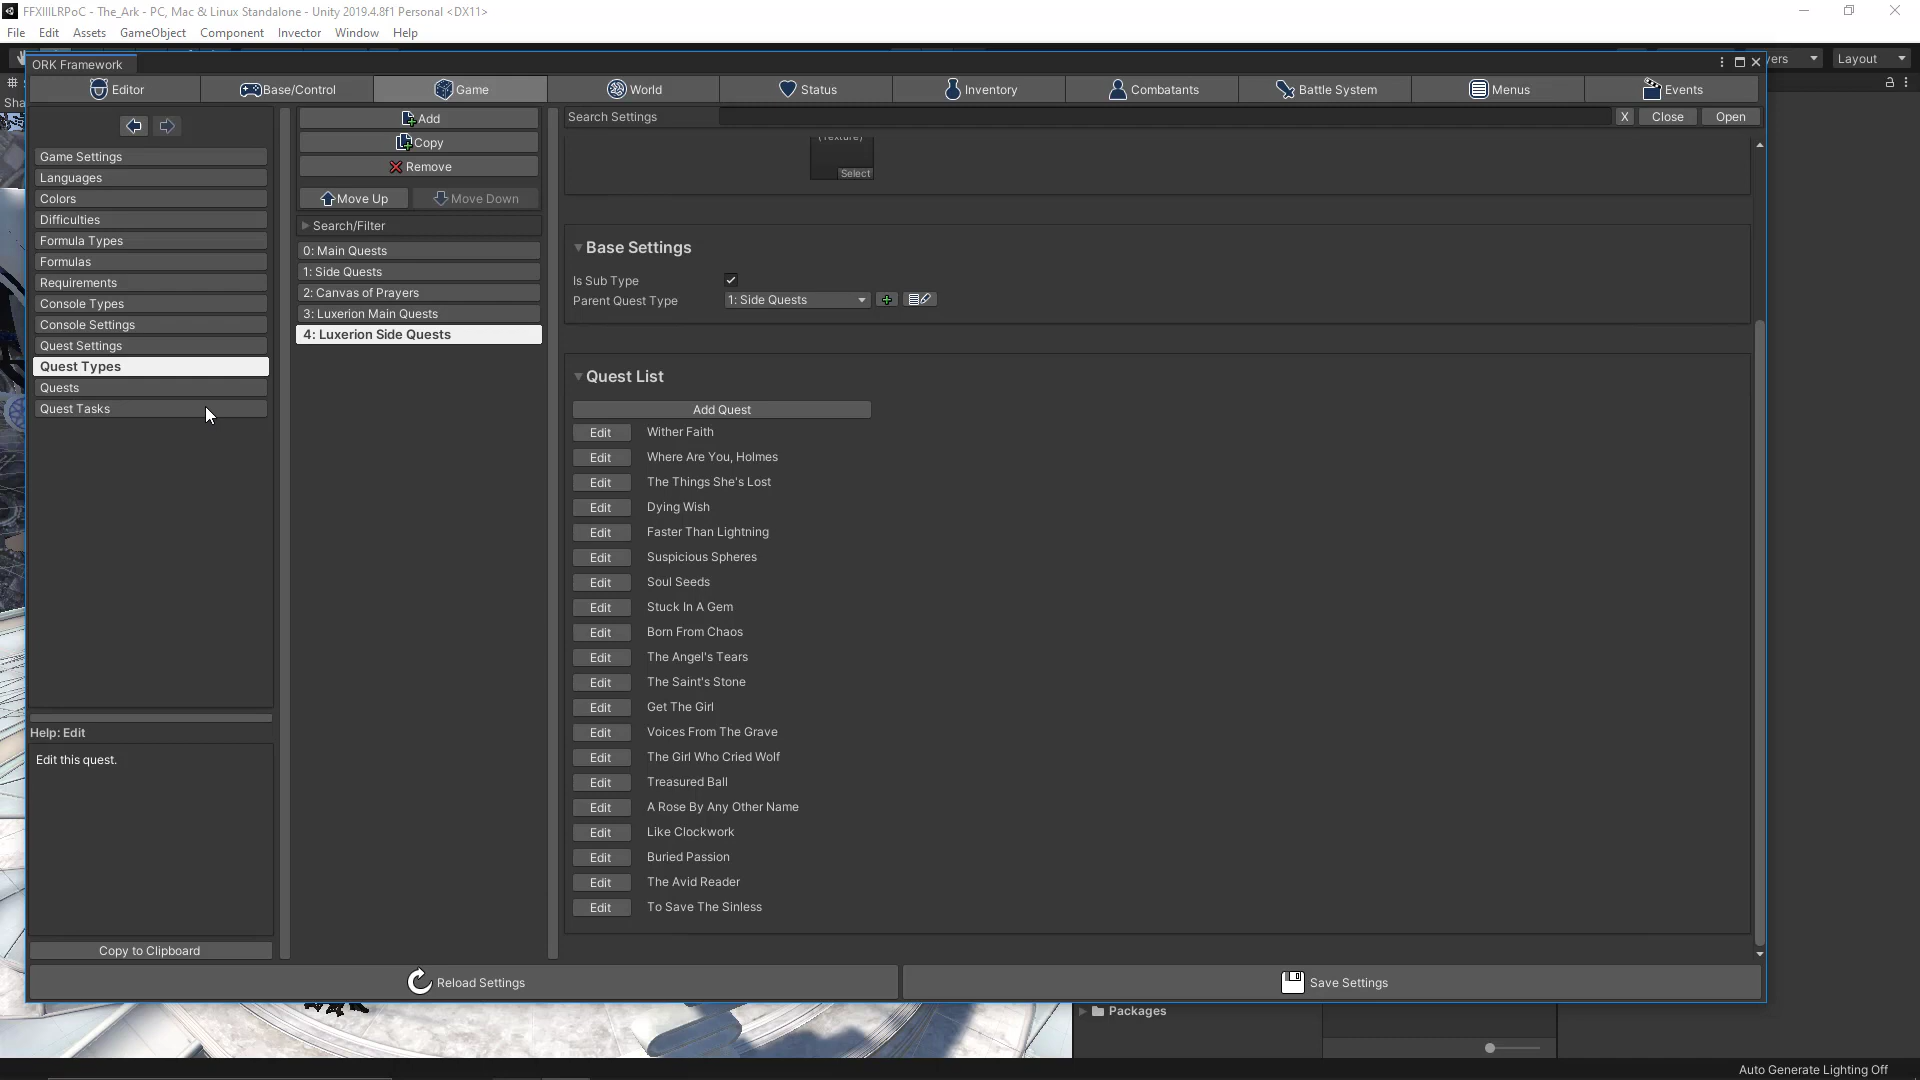 FFXIIILRPoC - The_Ark - PC, Mac & Linux Standalone - Unity 2019.4.8f1 Personal <DX11>
File Edit Assets GameObject Component Invector Window Help
ORK Framework
yers Layout
Editor Base/Control Game World Status Inventory Combatants Battle System Menus Events
Sha
Add
Search Settings X Close Open
Copy
(Texture)
Game Settings
Remove
Select
Languages
Colors
Move Up Move Down
Difficulties
Search/Filter
Formula Types
0: Main Quests
Base Settings
Formulas
1: Side Quests
Is Sub Type
Requirements
2: Canvas of Prayers
Parent Quest Type 1: Side Quests
Console Types
3: Luxerion Main Quests
Console Settings
4: Luxerion Side Quests
Quest Settings
Quest Types
Quest List
Quests
Quest Tasks
Add Quest
Edit Wither Faith
Edit Where Are You, Holmes
Edit The Things She's Lost
Edit Dying Wish
Edit Faster Than Lightning
Edit Suspicious Spheres
Edit Soul Seeds
Edit Stuck In A Gem
Edit Born From Chaos
Edit The Angel's Tears
Edit The Saint's Stone
Edit Get The Girl
Edit Voices From The Grave
Edit The Girl Who Cried Wolf
Edit Treasured Ball
Edit A Rose By Any Other Name
Edit Like Clockwork
Edit Buried Passion
Edit The Avid Reader
Edit To Save The Sinless
Help: Edit
Edit this quest.
Copy to Clipboard
Reload Settings Save Settings
Packages
Auto Generate Lighting Off